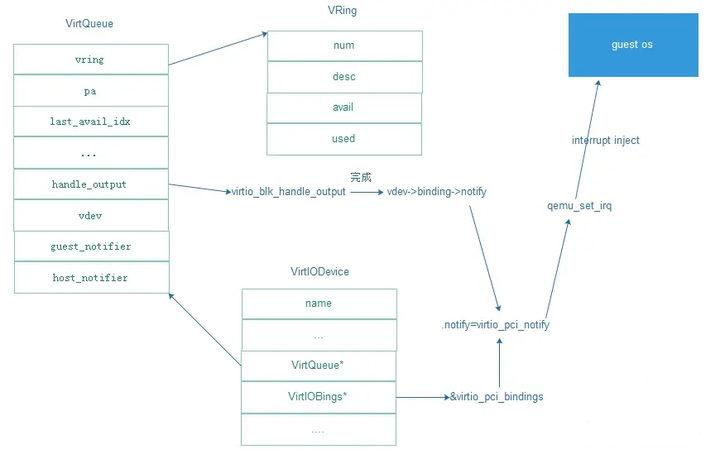 VirtQueue
vring
pa
last_avail_idx
...
handle_output
vdev
guest_notifier
host_notifier
VRing
num
desc
avail
used
guest os
interrupt inject
完成
virtio_blk_handle_output
vdev->binding->notify
qemu_set_irq
VirtIODevice
name
...
VirtQueue*
VirtIOBings*
....
.notify=virtio_pci_notify
&virtio_pci_bindings